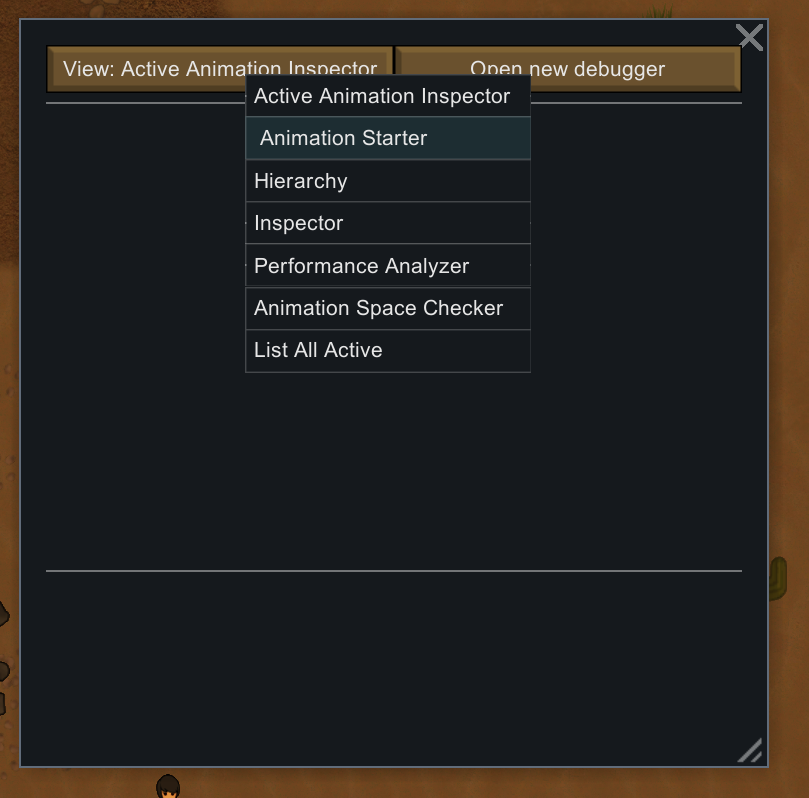 View: Active Animation Inspector
Open new debugger
Active Animation Inspector
Animation Starter
Hierarchy
Inspector
Performance Analyzer
Animation Space Checker
List All Active